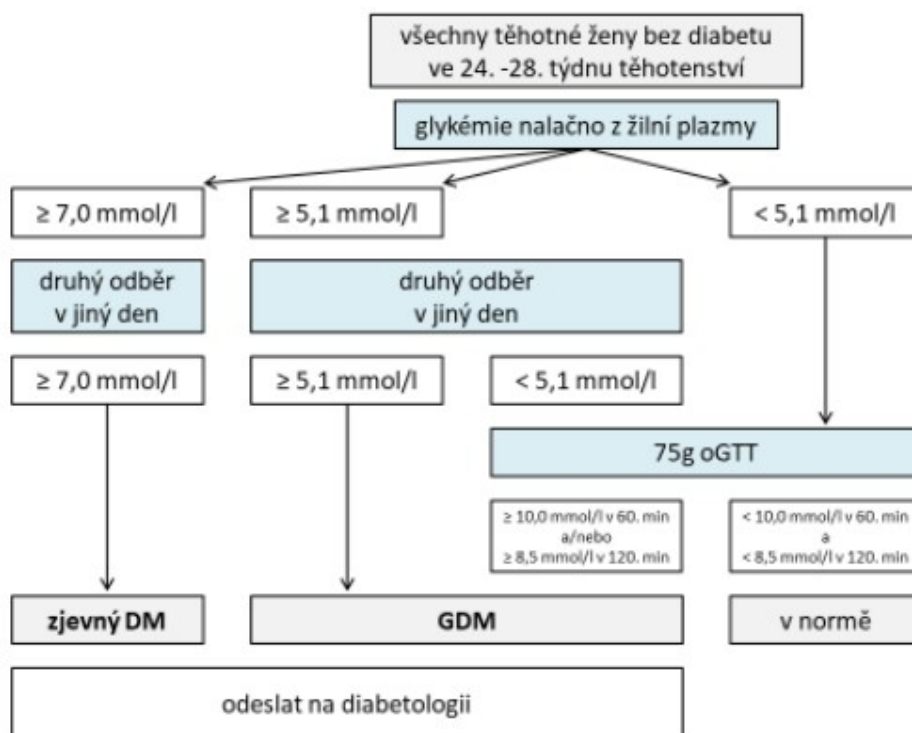 všechny těhotné ženy bez diabetu
ve 24. -28. týdnu těhotenství
glykémie nalačno z žilní plazmy
≥ 7,0 mmol/l
≥ 5,1 mmol/l
< 5,1 mmol/l
druhý odběr
v jiný den
druhý odběr
v jiný den
≥ 7,0 mmol/l
≥ 5,1 mmol/l
< 5,1 mmol/l
75g oGTT
≥ 10,0 mmol/l v 60. min
a/nebo
≥ 8,5 mmol/l v 120. min
< 10,0 mmol/l v 60. min
a
< 8,5 mmol/l v 120. min
zjevný DM
GDM
v normě
odeslat na diabetologii